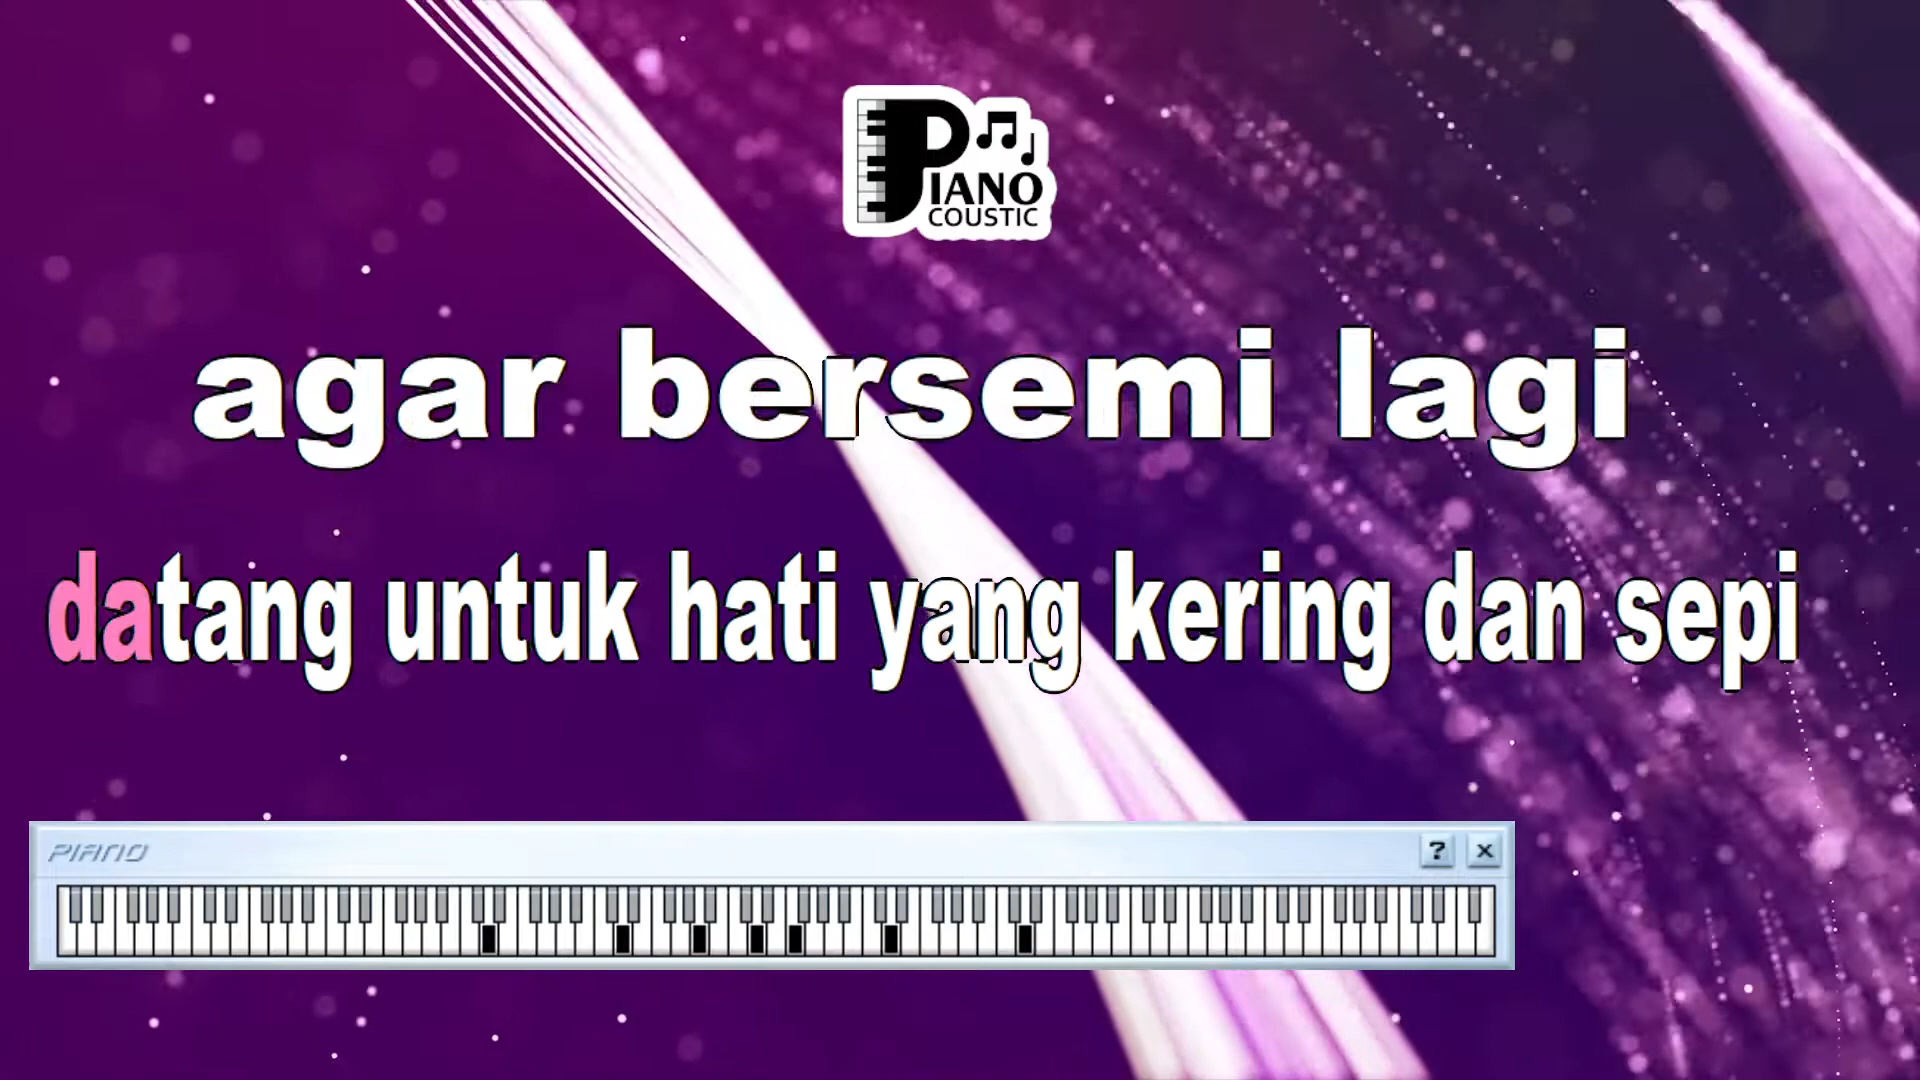 PIANO
COUSTIC
agar bersemi lagi
datang untuk hati yang kering dan sepi
PIANO ? x